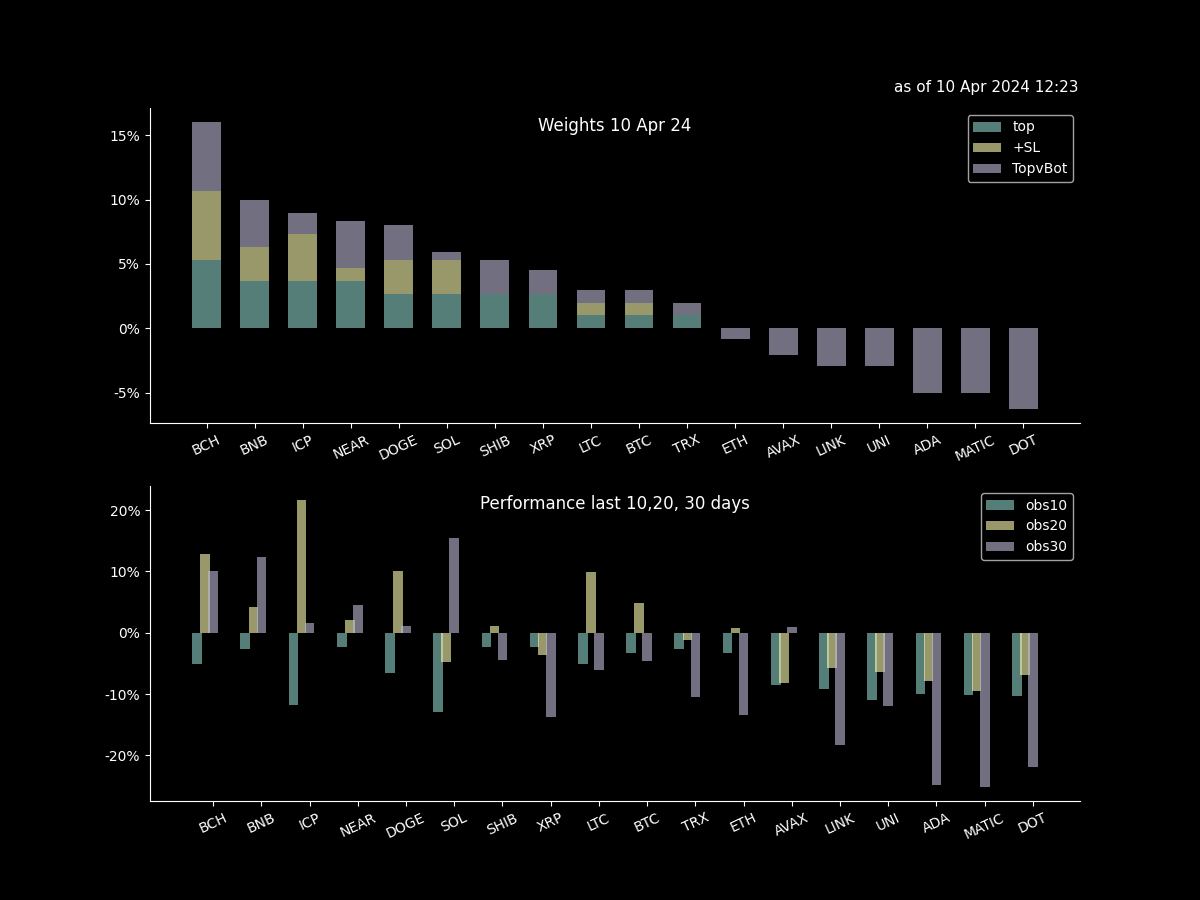 as of 10 Apr 2024 12:23
Weights 10 Apr 24
top
+SL
TopvBot
15%
10%
5%
0%
-5%
BCH BNB ICP NEAR DOGE SOL SHIB XRP LTC BTC TRX ETH AVAX LINK UNI ADA MATIC DOT
Performance last 10,20, 30 days
obs10
obs20
obs30
20%
10%
0%
-10%
-20%
BCH BNB ICP NEAR DOGE SOL SHIB XRP LTC BTC TRX ETH AVAX LINK UNI ADA MATIC DOT